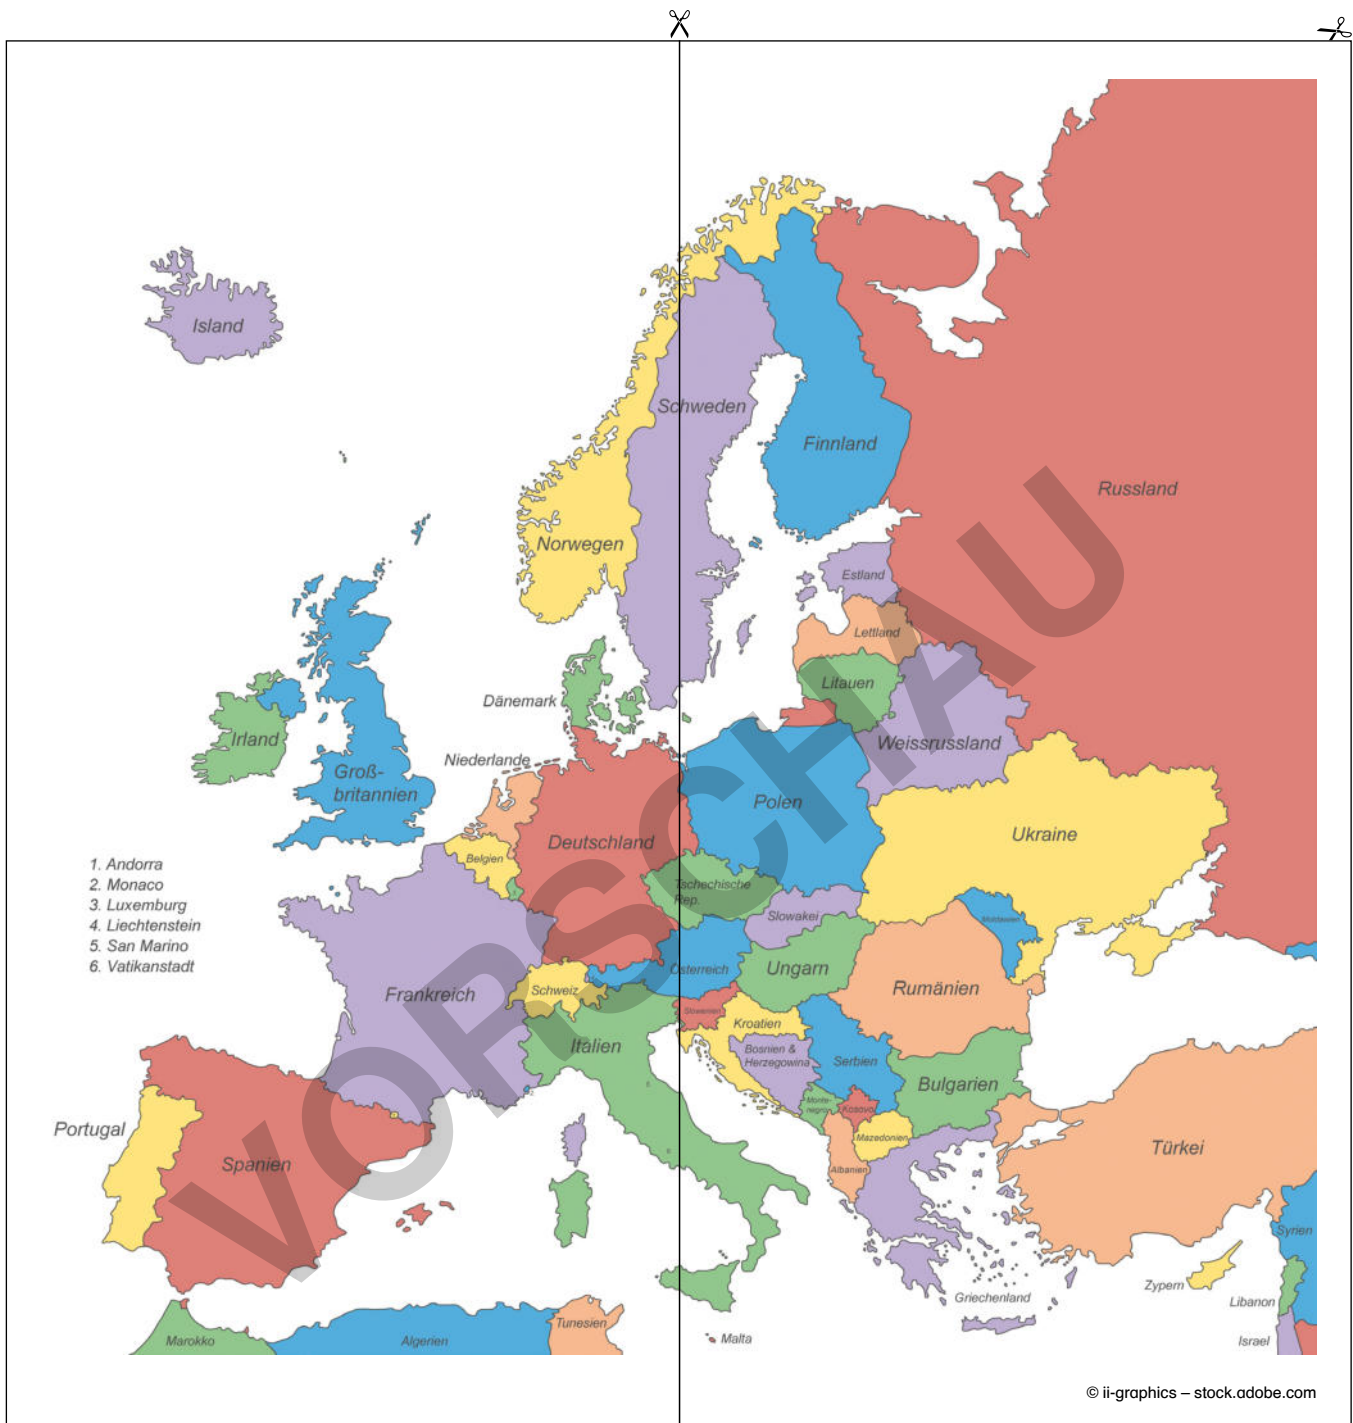 Island
Schweden
Finnland
Russland
Norwegen
Estland
Lettland
Litauen
Dänemark
Irland
Weissrussland
Niederlande
Groß-
britannien
Polen
Ukraine
Deutschland
Belgien
1. Andorra
2. Monaco
3. Luxemburg
4. Liechtenstein
5. San Marino
6. Vatikanstadt
Tschechische
Rep.
Slowakei
Moldawien
Österreich
Ungarn
Rumänien
Frankreich
Schweiz
Slowenien
Kroatien
Italien
Bosnien &
Herzegowina
Serbien
Bulgarien
Monte-
negro
Kosovo
Mazedonien
Albanien
Portugal
Spanien
Türkei
Syrien
Zypern
Griechenland
Libanon
Israel
Malta
Marokko
Algerien
Tunesien
VORSCHAU
© ii-graphics – stock.adobe.com